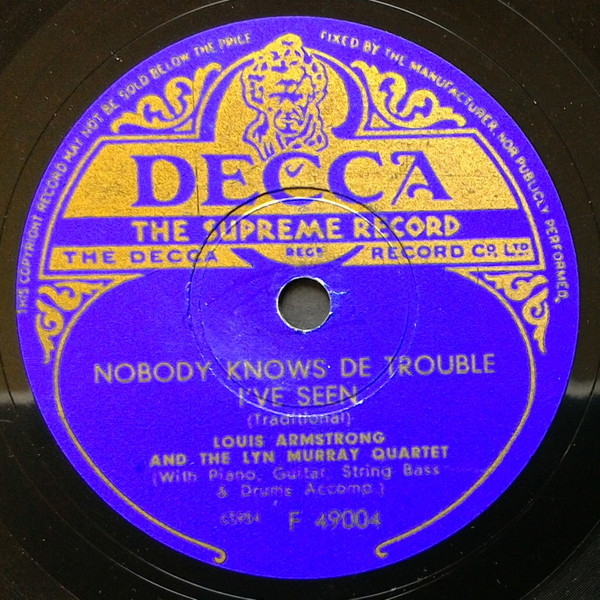 THIS COPYRIGHT RECORD MAY NOT BE SOLD BELOW THE PRICE FIXED BY THE MANUFACTURER NOR PUBLICLY PERFORMED.
DECCA
THE SUPREME RECORD
THE DECCA REGD RECORD CO. LTD.
NOBODY KNOWS DE TROUBLE
I'VE SEEN.
(Traditional)
LOUIS ARMSTRONG
AND THE LYN MURRAY QUARTET
(With Piano, Guitar, String Bass
& Drums Accomp.)
F 49004